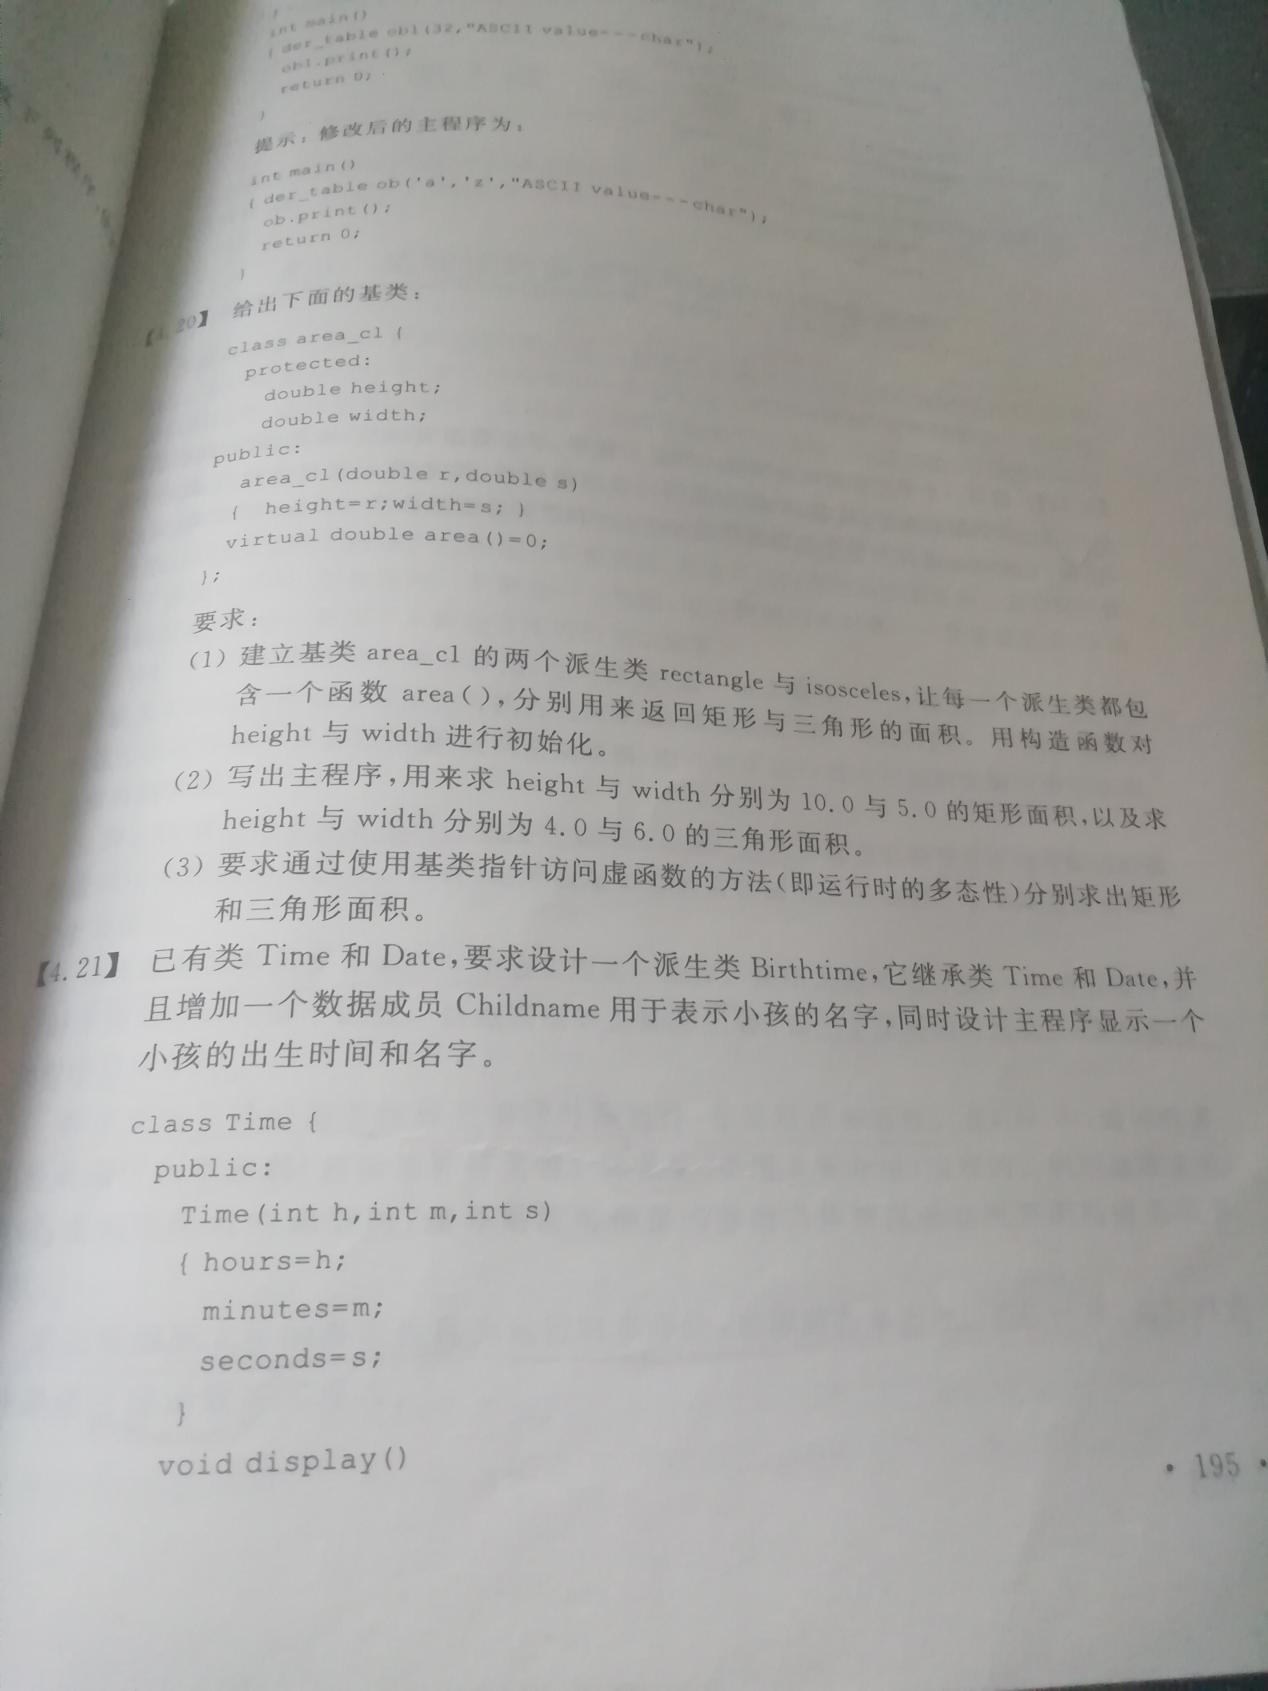 int main()
{ der_table ob1(32,"ASCII value---char");
ob1.print();
return 0;
}
提示：修改后的主程序为：
int main()
{ der_table ob('a','z',"ASCII value---char");
ob.print();
return 0;
}
【4.20】 给出下面的基类：
class area_cl {
protected:
double height;
double width;
public:
area_cl(double r,double s)
{ height=r;width=s; }
virtual double area()=0;
};
要求：
(1) 建立基类 area_cl 的两个派生类 rectangle 与 isosceles,让每一个派生类都包
含一个函数 area(),分别用来返回矩形与三角形的面积。用构造函数对
height 与 width 进行初始化。
(2) 写出主程序,用来求 height 与 width 分别为 10.0 与 5.0 的矩形面积,以及求
height 与 width 分别为 4.0 与 6.0 的三角形面积。
(3) 要求通过使用基类指针访问虚函数的方法(即运行时的多态性)分别求出矩形
和三角形面积。
【4.21】 已有类 Time 和 Date,要求设计一个派生类 Birthtime,它继承类 Time 和 Date,并
且增加一个数据成员 Childname 用于表示小孩的名字,同时设计主程序显示一个
小孩的出生时间和名字。
class Time {
public:
Time(int h,int m,int s)
{ hours=h;
minutes=m;
seconds=s;
}
void display()
· 195 ·